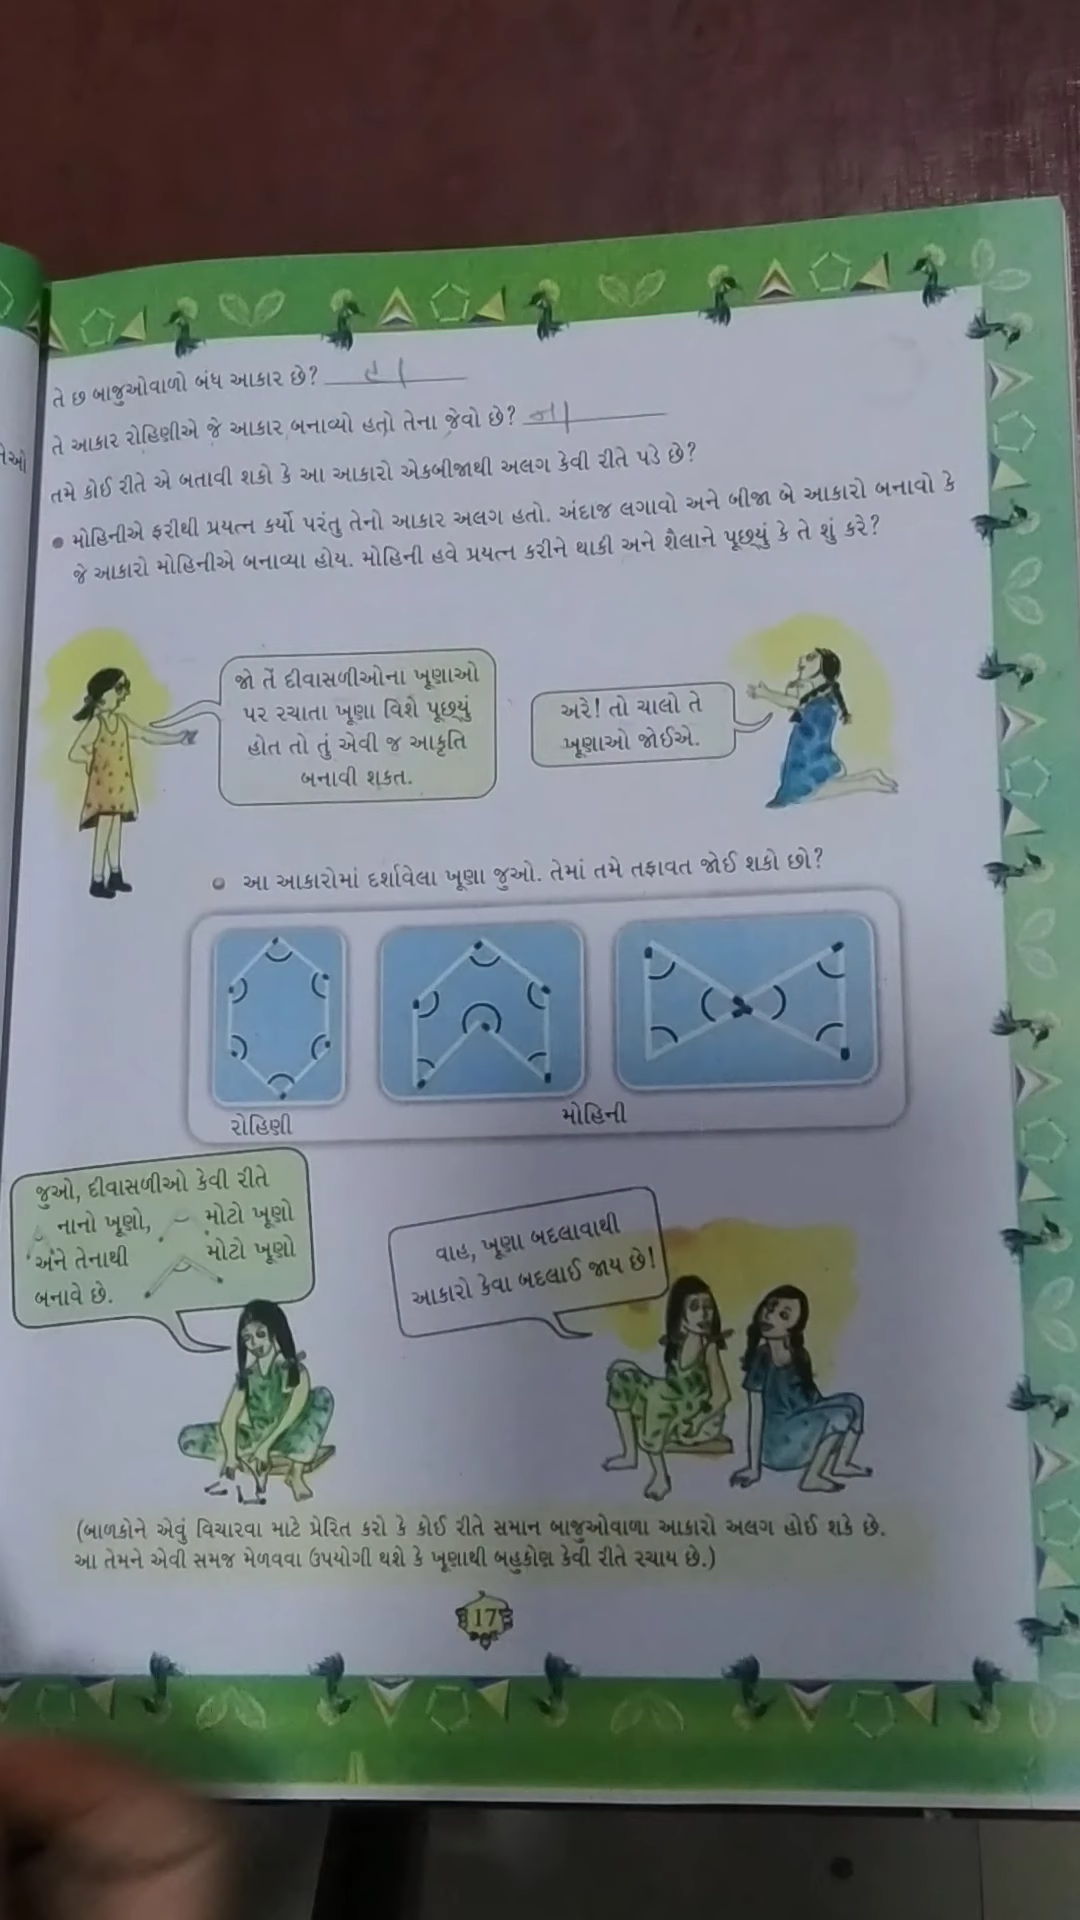 તે છ બાજુઓવાળો બંધ આકાર છે? હા
તે આકાર રોહિણીએ જે આકાર બનાવ્યો હતો તેના જેવો છે? ના
તમે કોઈ રીતે એ બતાવી શકો કે આ આકારો એકબીજાથી અલગ કેવી રીતે પડે છે?
• મોહિનીએ ફરીથી પ્રયત્ન કર્યો પરંતુ તેનો આકાર અલગ હતો. અંદાજ લગાવો અને બીજા બે આકારો બનાવો કે
જે આકારો મોહિનીએ બનાવ્યા હોય. મોહિની હવે પ્રયત્ન કરીને થાકી અને શૈલાને પૂછ્યું કે તે શું કરે?
જો તેં દીવાસળીઓના ખૂણાઓ
પર રચાતા ખૂણા વિશે પૂછ્યું
હોત તો તું એવી જ આકૃતિ
બનાવી શકત.
અરે! તો ચાલો તે
ખૂણાઓ જોઈએ.
• આ આકારોમાં દર્શાવેલા ખૂણા જુઓ. તેમાં તમે તફાવત જોઈ શકો છો?
રોહિણી
મોહિની
જુઓ, દીવાસળીઓ કેવી રીતે
નાનો ખૂણો, મોટો ખૂણો
અને તેનાથી મોટો ખૂણો
બનાવે છે.
વાહ, ખૂણા બદલાવાથી
આકારો કેવા બદલાઈ જાય છે!
(બાળકોને એવું વિચારવા માટે પ્રેરિત કરો કે કોઈ રીતે સમાન બાજુઓવાળા આકારો અલગ હોઈ શકે છે.
આ તેમને એવી સમજ મેળવવા ઉપયોગી થશે કે ખૂણાથી બહુકોણ કેવી રીતે રચાય છે.)
17